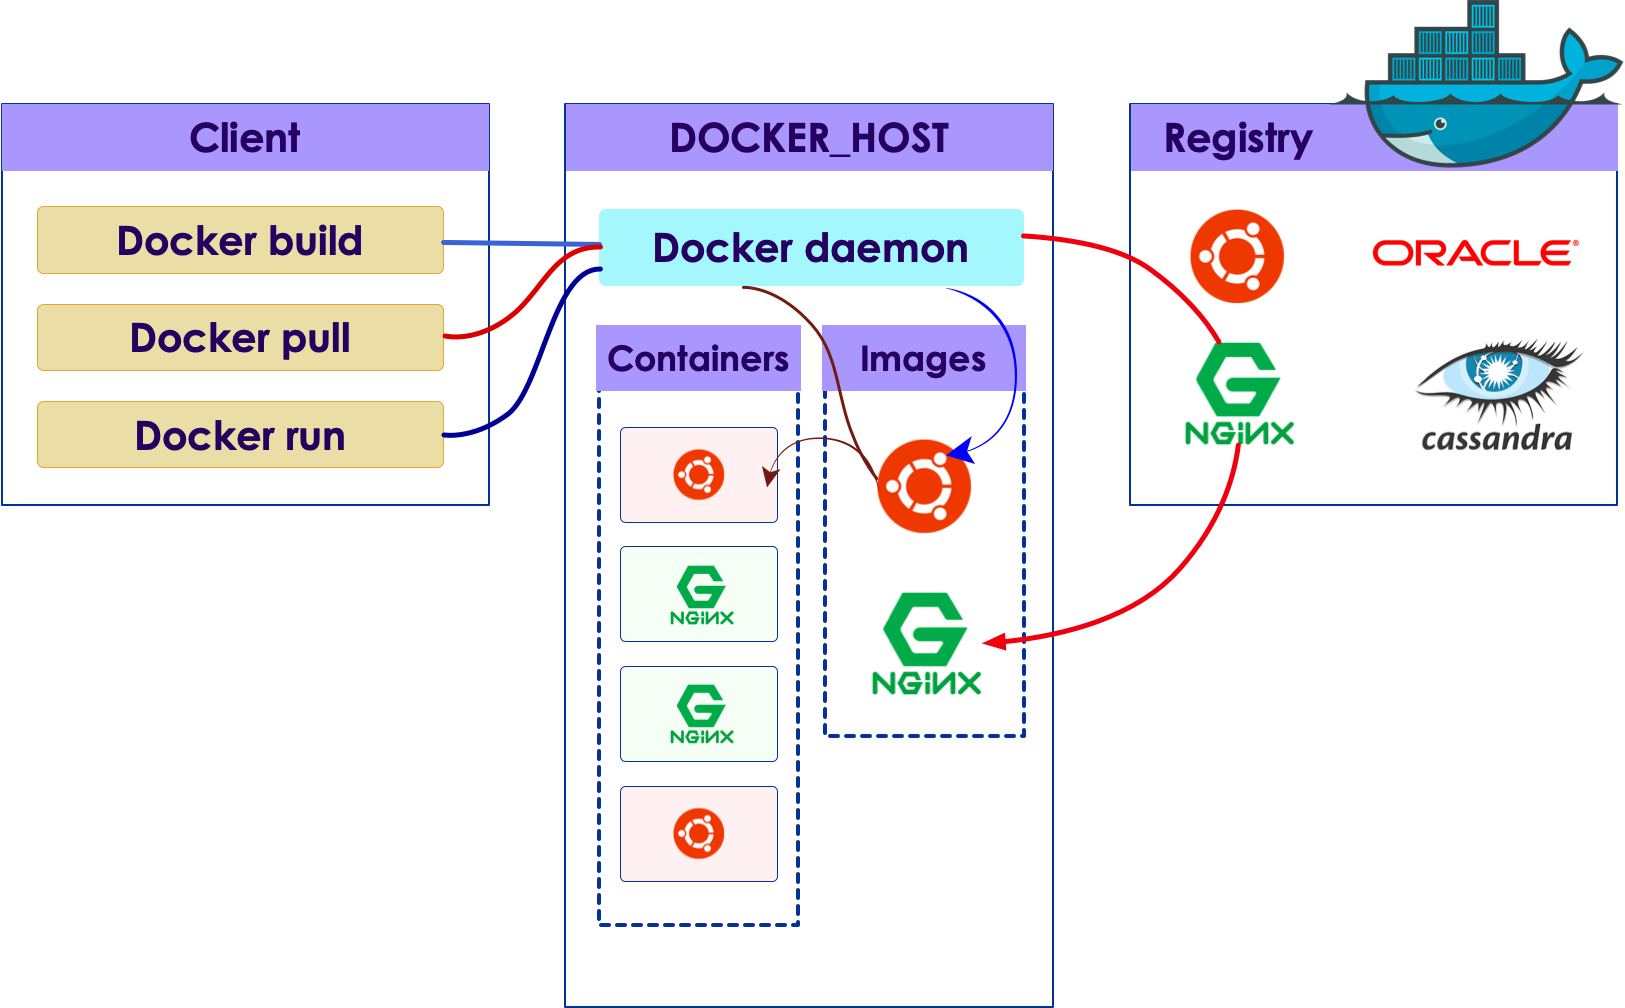 Client
Docker build
Docker pull
Docker run
DOCKER_HOST
Docker daemon
Containers
NGiNX
NGiNX
Images
NGiNX
Registry
ORACLE®
NGiNX
cassandra